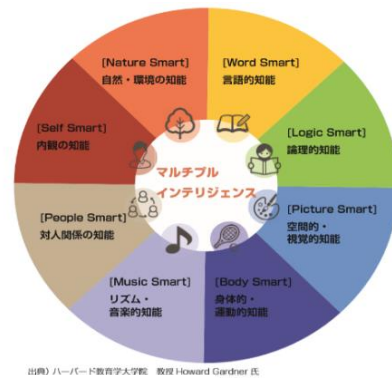 [Nature Smart]
自然・環境の知能
[Word Smart]
言語的知能
[Logic Smart]
論理的知能
[Picture Smart]
空間的・
視覚的知能
[Body Smart]
身体的・
運動的知能
[Music Smart]
リズム・
音楽的知能
[People Smart]
対人関係の知能
[Self Smart]
内観の知能
マルチプル
インテリジェンス
出典）ハーバード教育学大学院　教授 Howard Gardner 氏